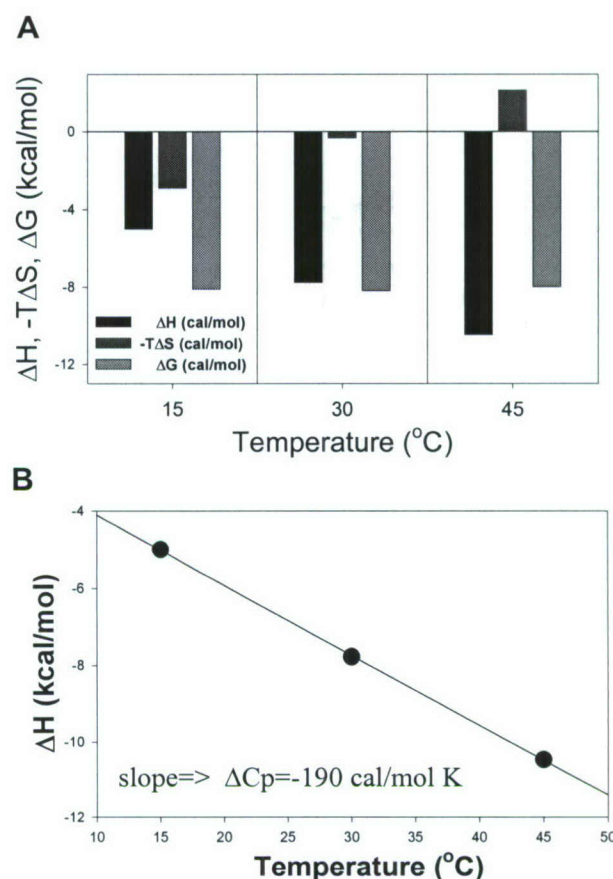 A
ΔH, -TΔS, ΔG (kcal/mol)
0
-4
-8
-12
ΔH (cal/mol)
-TΔS (cal/mol)
ΔG (cal/mol)
15 30 45
Temperature (°C)
B
ΔH (kcal/mol)
-4
-6
-8
-10
-12
slope=> ΔCp=-190 cal/mol K
10 15 20 25 30 35 40 45 50
Temperature (°C)